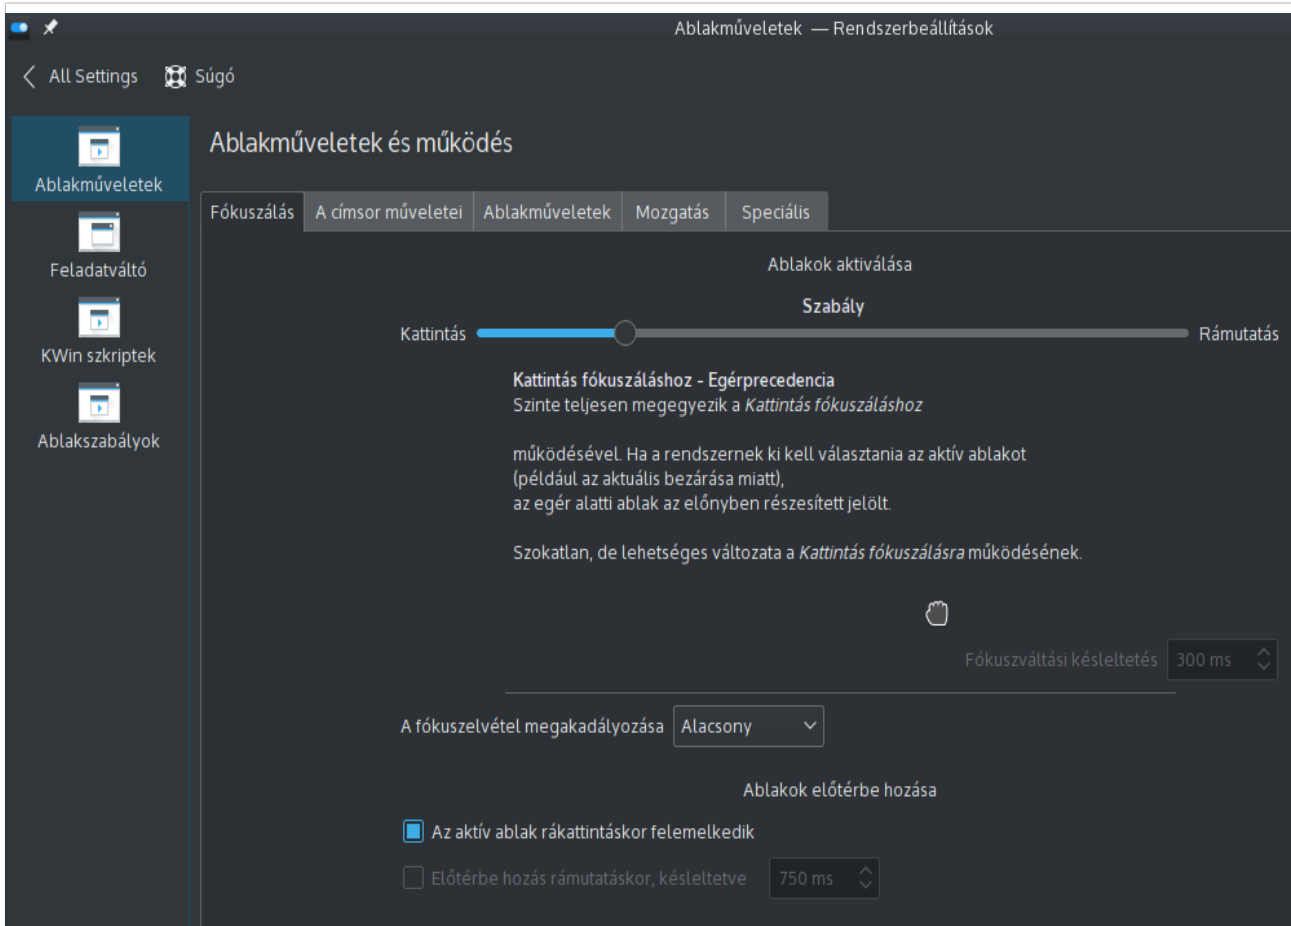 Ablakműveletek — Rendszerbeállítások
All Settings
Súgó
Ablakműveletek
Feladatváltó
KWin szkriptek
Ablakszabályok
Ablakműveletek és működés
Fókuszálás
A címsor műveletei
Ablakműveletek
Mozgatás
Speciális
Ablakok aktiválása
Szabály
Kattintás
Rámutatás
Kattintás fókuszáláshoz - Egérprecedencia
Szinte teljesen megegyezik a Kattintás fókuszáláshoz
működésével. Ha a rendszernek ki kell választania az aktív ablakot
(például az aktuális bezárása miatt),
az egér alatti ablak az előnyben részesített jelölt.
Szokatlan, de lehetséges változata a Kattintás fókuszálásra működésének.
Fókuszváltási késleltetés
300 ms
A fókuszelvétel megakadályozása
Alacsony
Ablakok előtérbe hozása
Az aktív ablak rákattintáskor felemelkedik
Előtérbe hozás rámutatáskor, késleltetve
750 ms